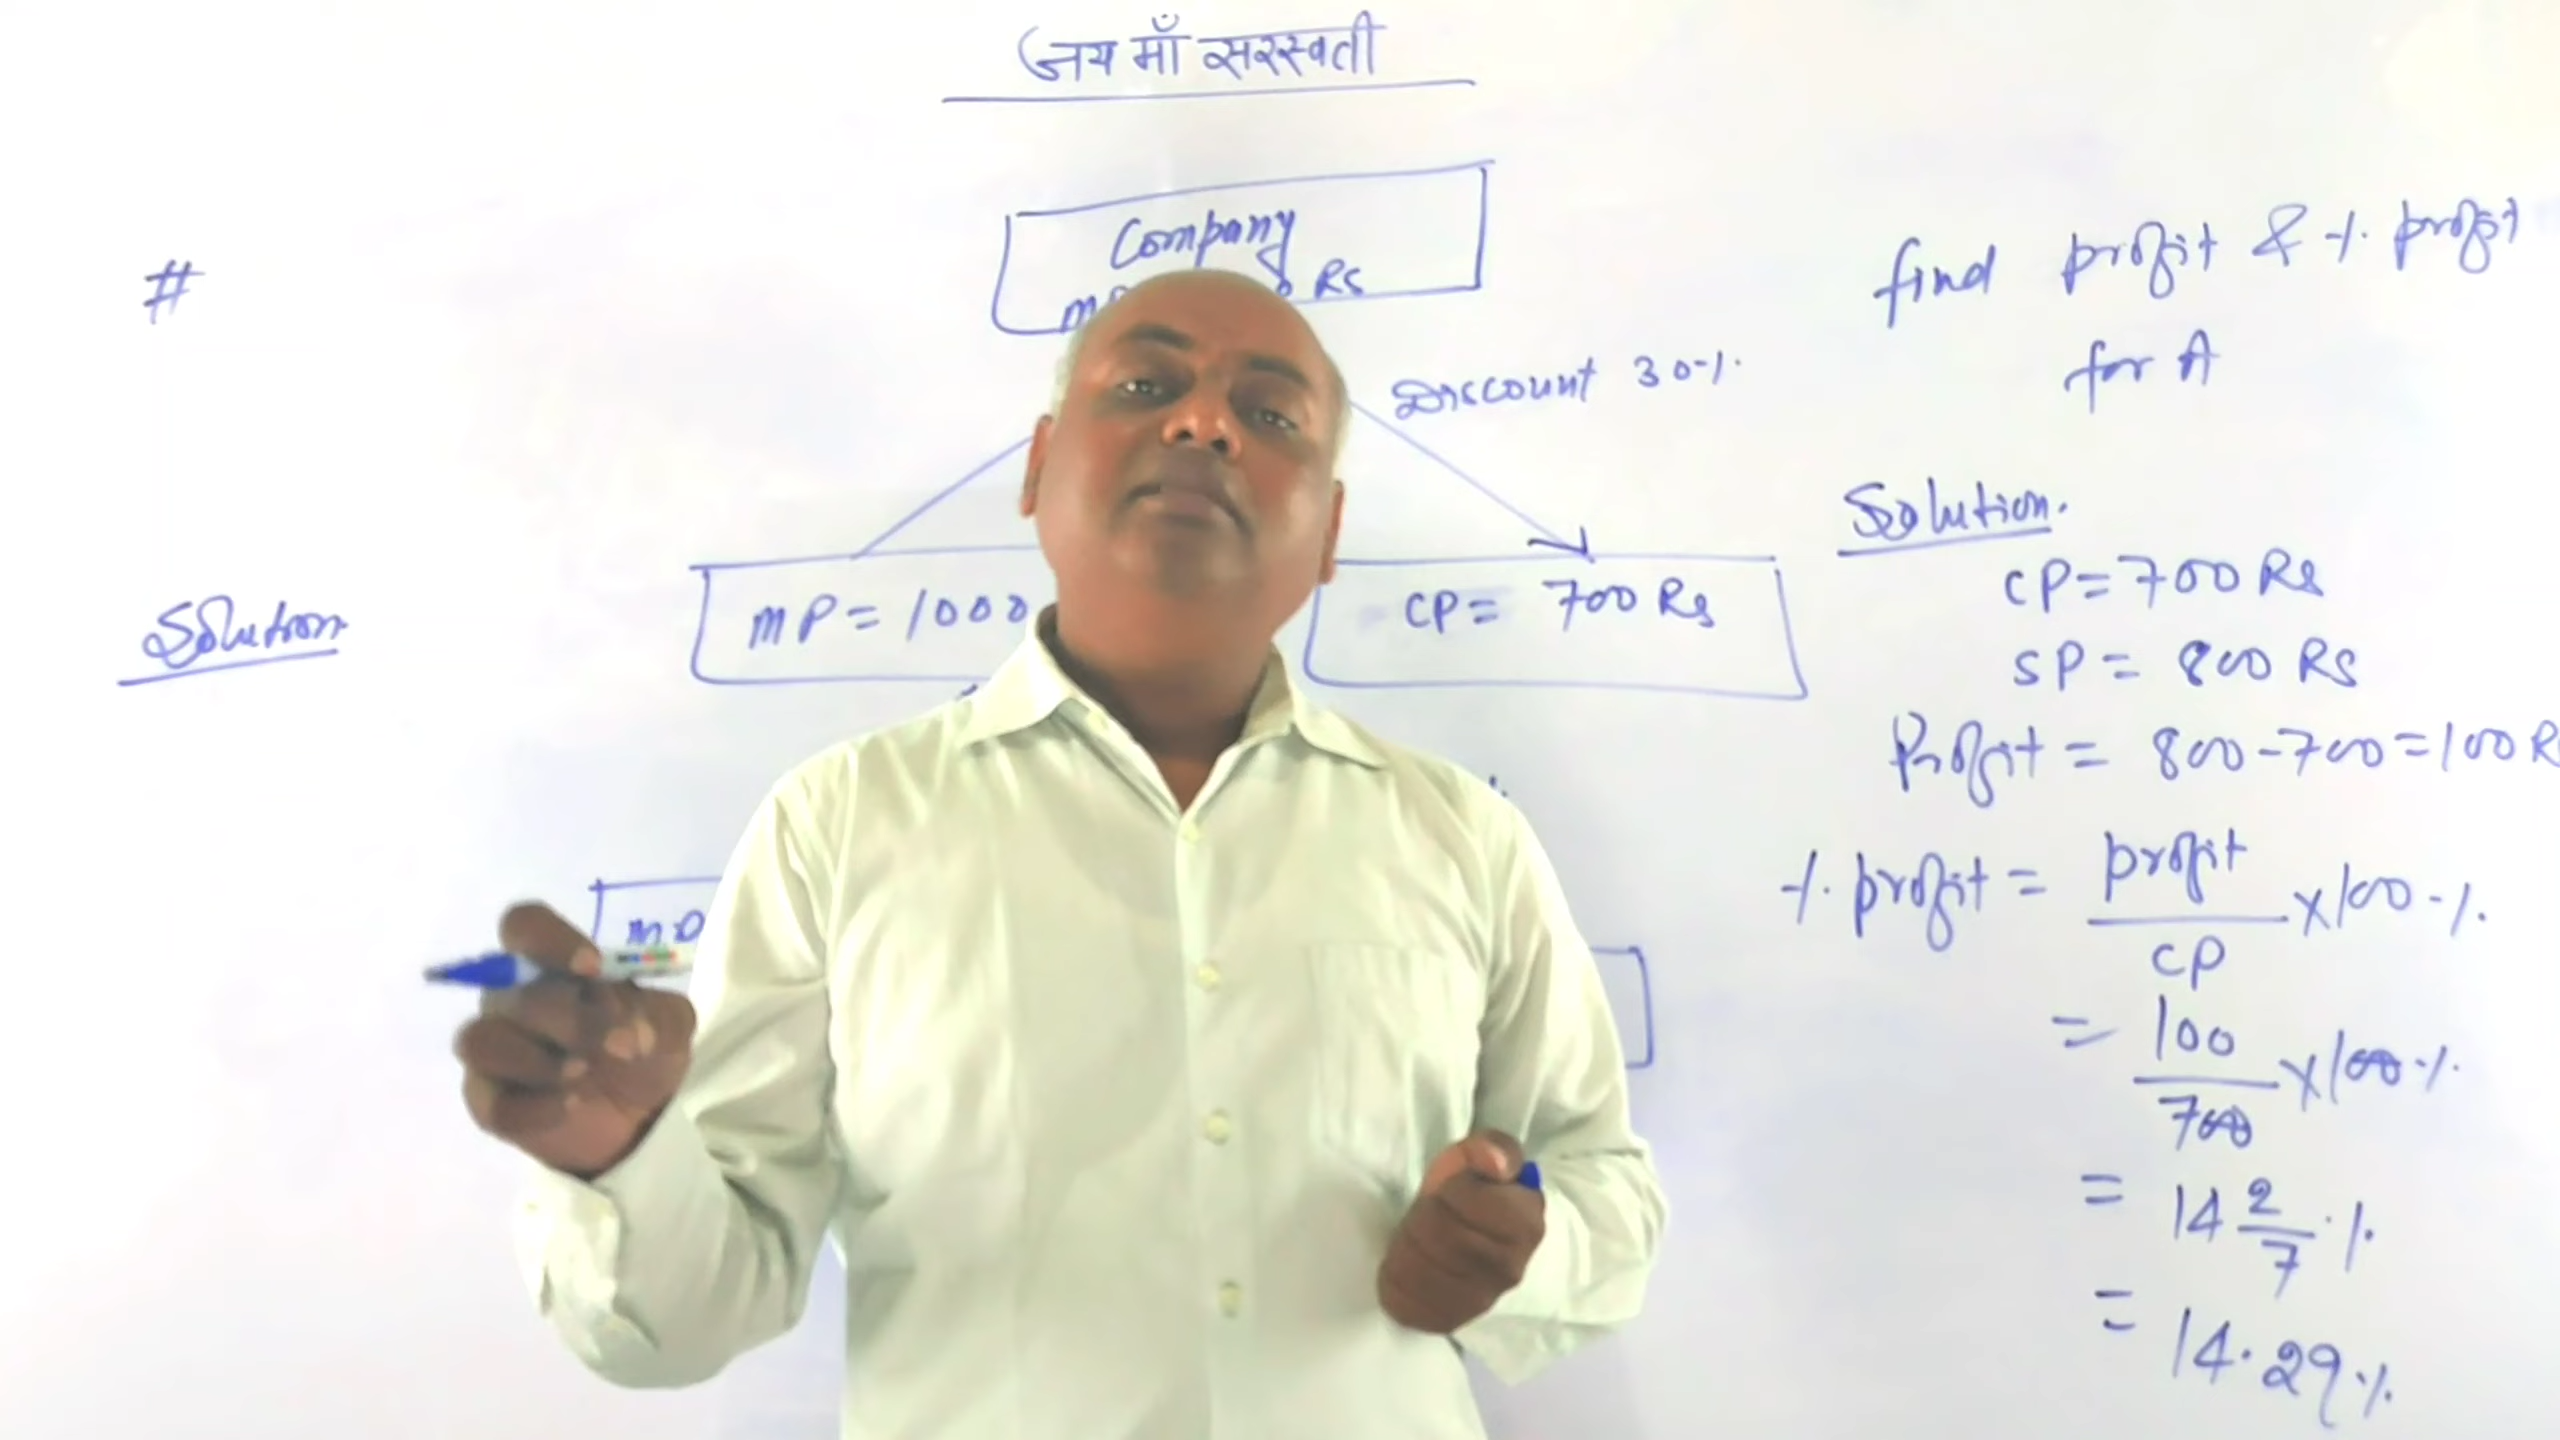 जय माँ सरस्वती
#
Company
Rs
Discount 30%
MP = 1000
CP = 700 Rs
Solution
find profit & % profit
for A
Solution.
CP = 700 Rs
SP = 800 Rs
Profit = 800 - 700 = 100 R
% profit = profit / CP × 100 %
= 100 / 700 × 100 %
= 14 2/7 %
= 14.29%